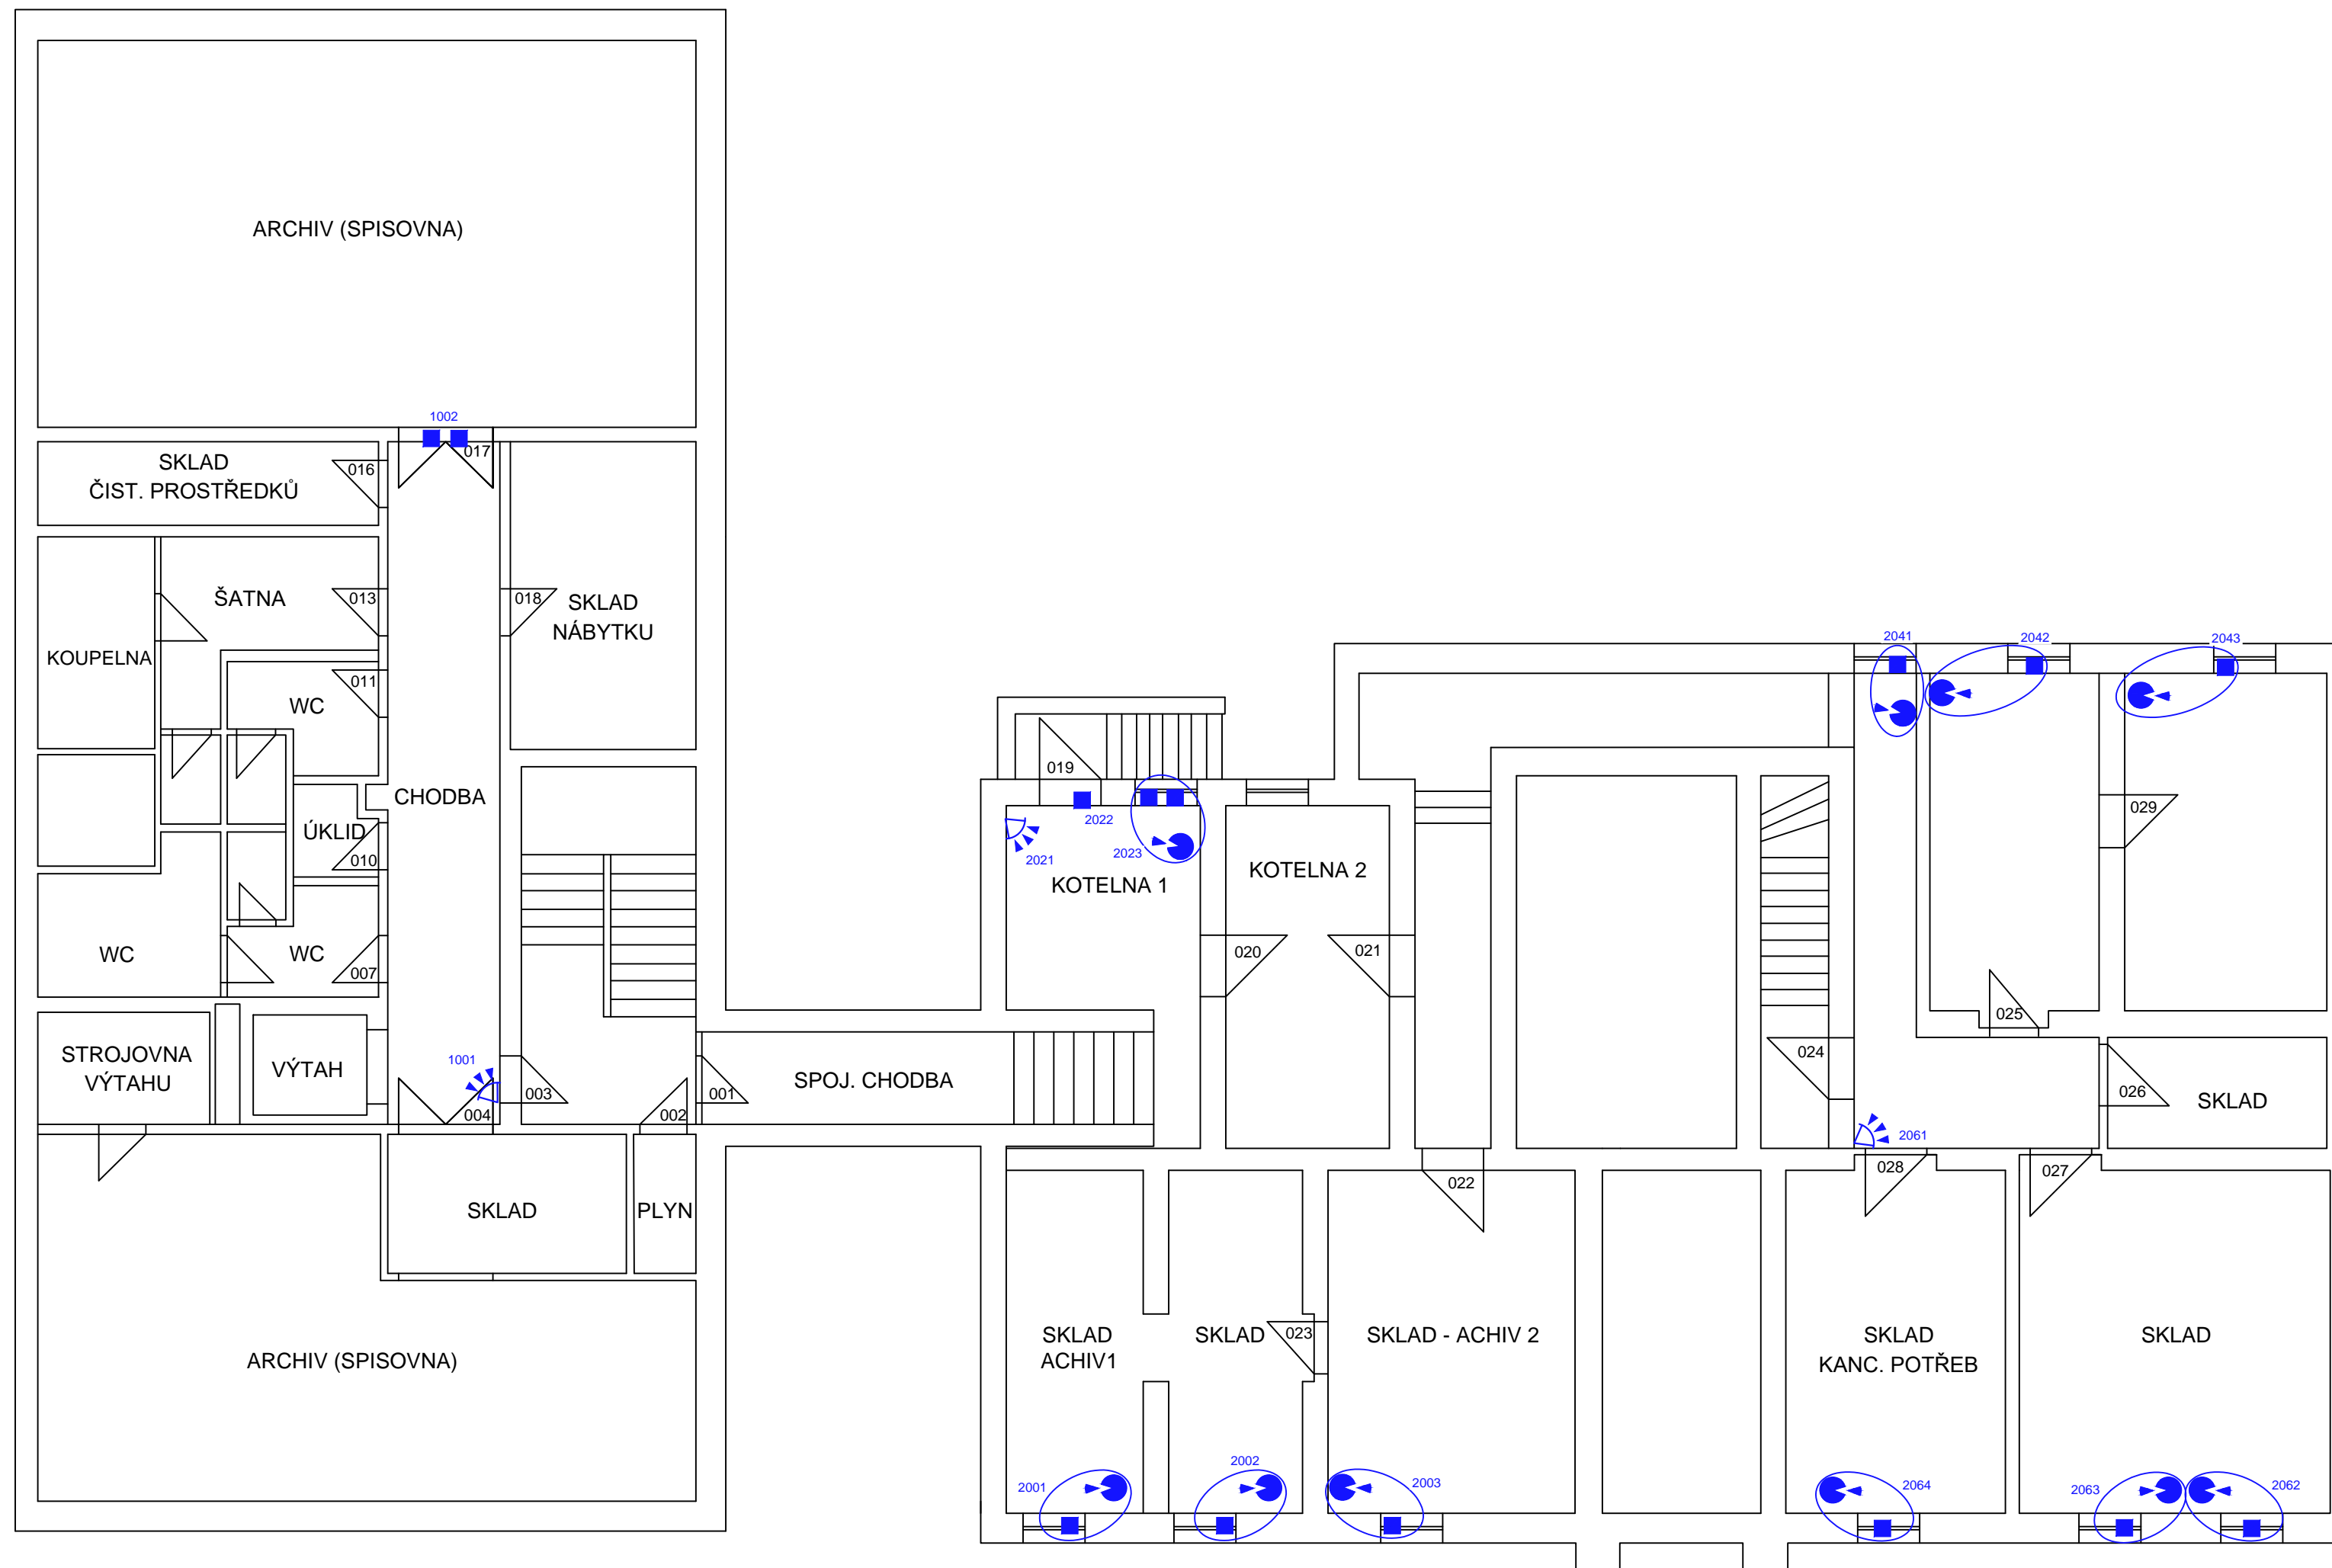 ARCHIV (SPISOVNA)
1002
017
SKLAD
ČIST. PROSTŘEDKŮ
016
ŠATNA
013
018
SKLAD
NÁBYTKU
KOUPELNA
011
WC
CHODBA
ÚKLID
010
WC
WC
007
STROJOVNA
VÝTAHU
VÝTAH
1001
004
003
002
001
SPOJ. CHODBA
SKLAD
PLYN
ARCHIV (SPISOVNA)
019
2022
2021
2023
KOTELNA 1
KOTELNA 2
020
021
022
SKLAD
ACHIV1
SKLAD
023
SKLAD - ACHIV 2
2001
2002
2003
2041
2042
2043
029
025
024
026
SKLAD
2061
028
027
SKLAD
KANC. POTŘEB
SKLAD
2064
2063
2062